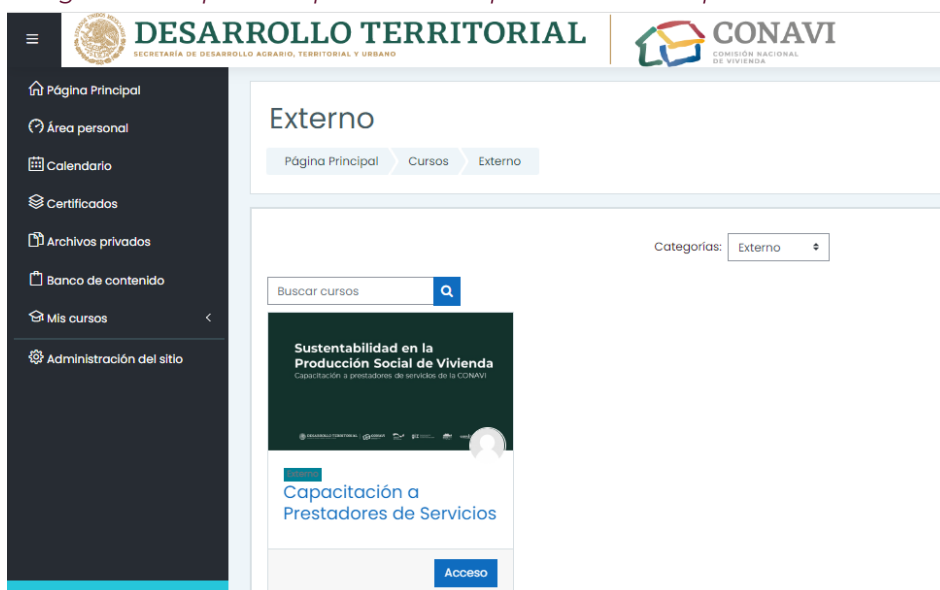 DESARROLLO TERRITORIAL
SECRETARÍA DE DESARROLLO AGRARIO, TERRITORIAL Y URBANO
CONAVI
COMISIÓN NACIONAL
DE VIVIENDA
Página Principal
Área personal
Calendario
Certificados
Archivos privados
Banco de contenido
Mis cursos
Administración del sitio
Externo
Página Principal
Cursos
Externo
Categorías: Externo
Buscar cursos
Sustentabilidad en la
Producción Social de Vivienda
Capacitación a prestadores de servicios de la CONAVI
DESARROLLO TERRITORIAL
Externo
Capacitación a
Prestadores de Servicios
Acceso